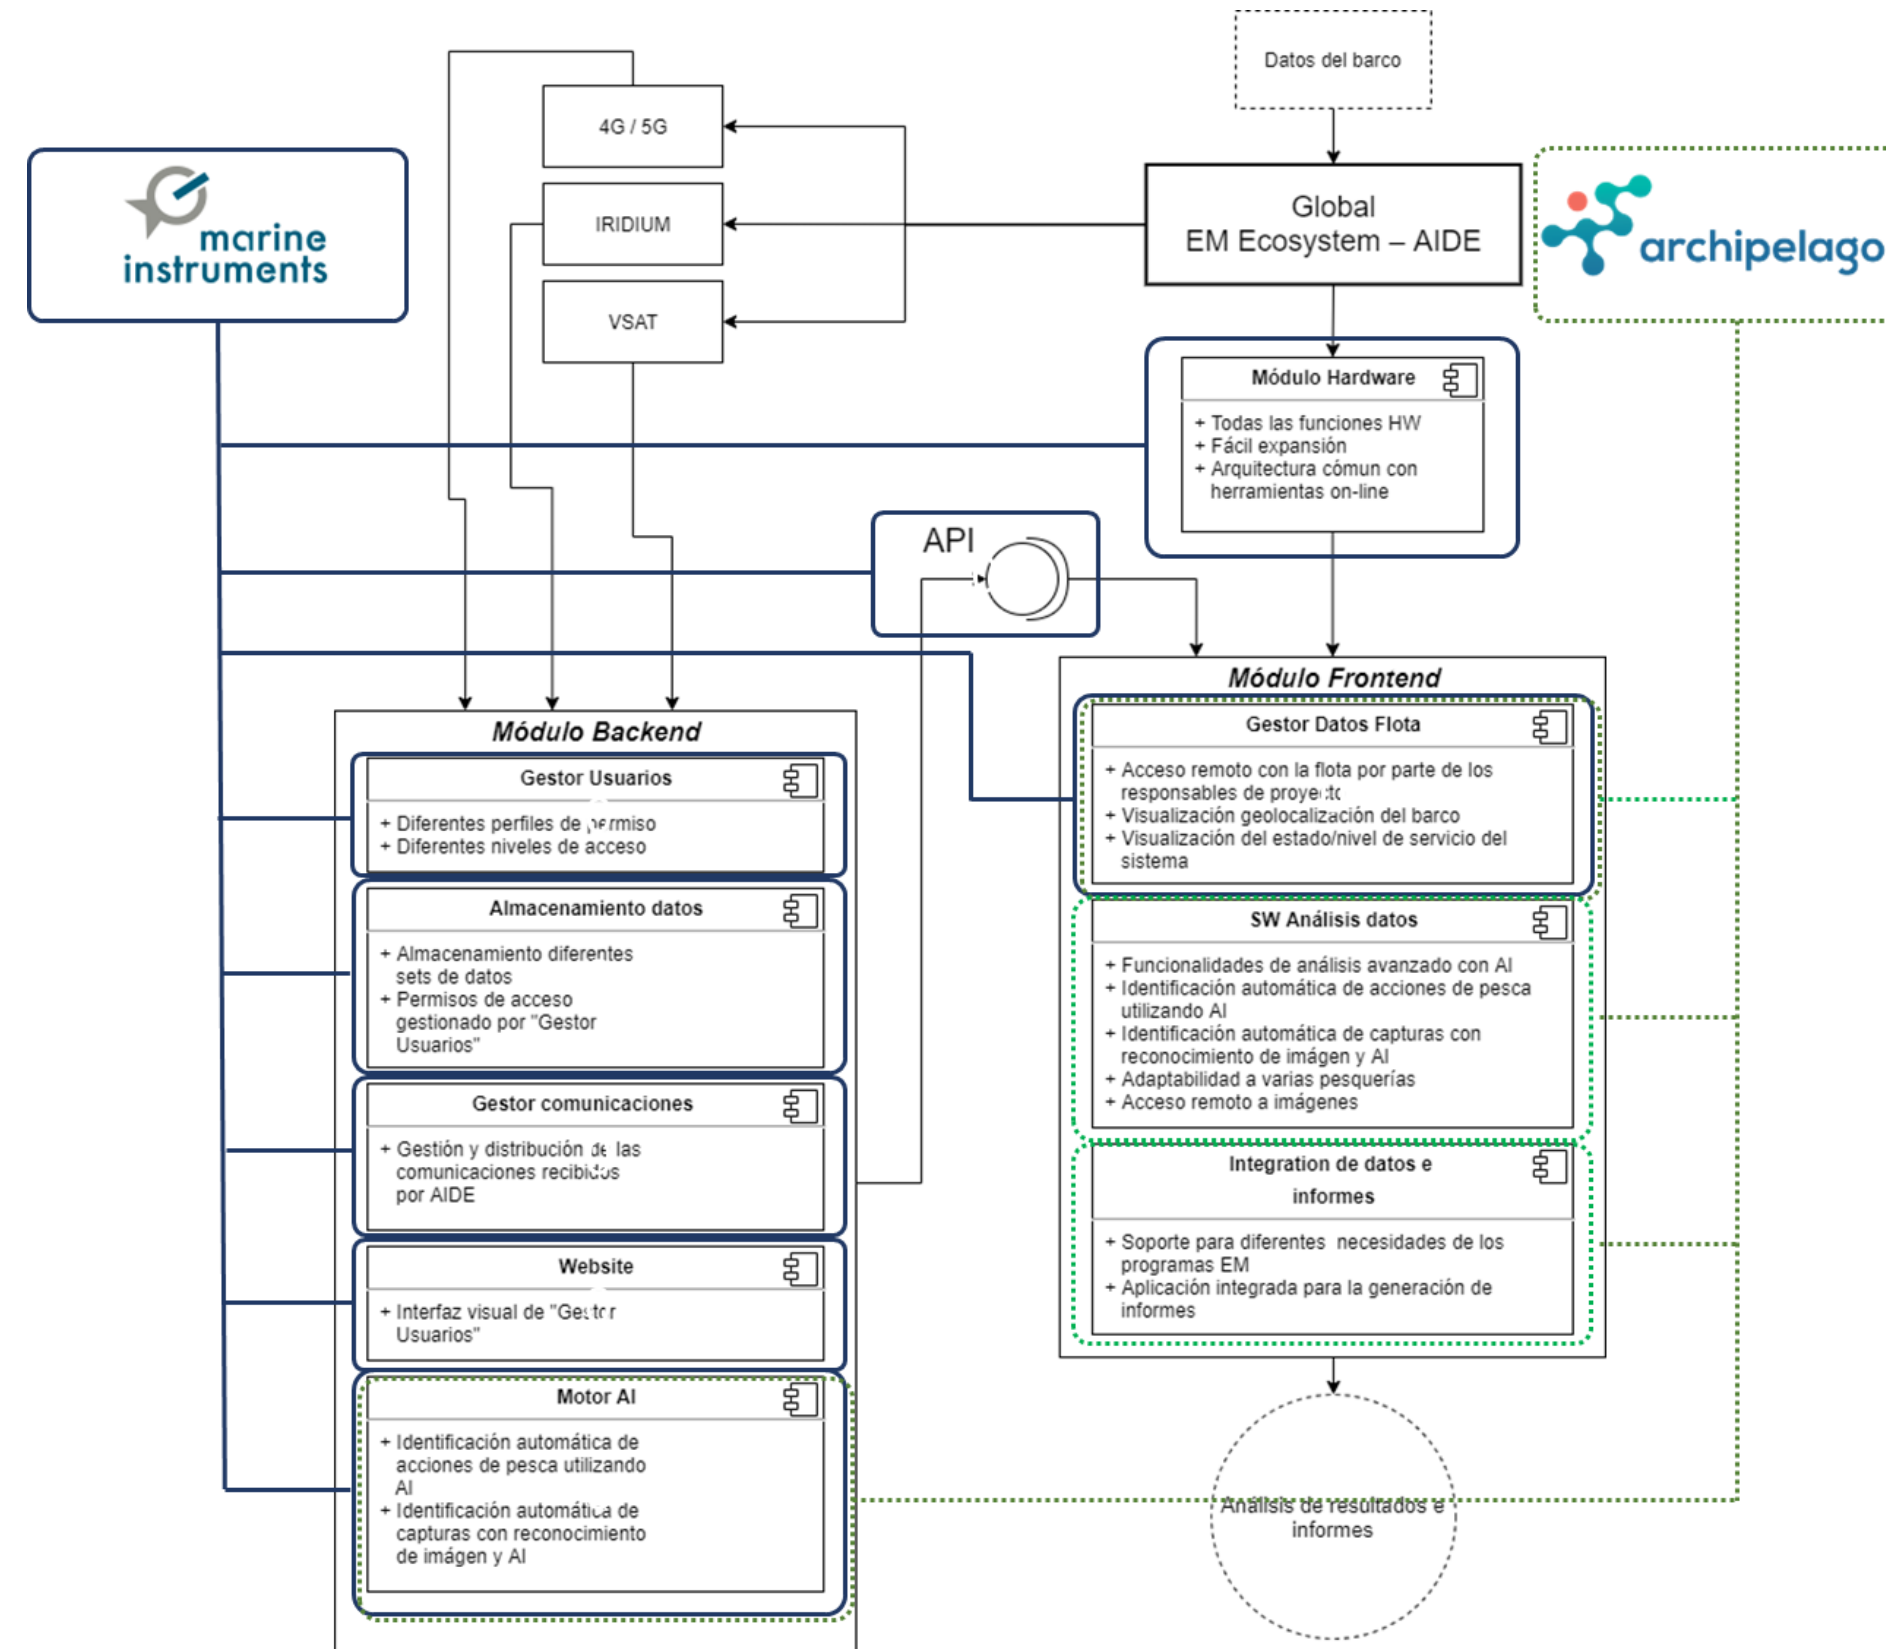 Datos del barco
4G / 5G
IRIDIUM
VSAT
marine
instruments
Global
EM Ecosystem – AIDE
archipelago
Módulo Hardware
+ Todas las funciones HW
+ Fácil expansión
+ Arquitectura cómun con
herramientas on-line
API
Módulo Backend
Gestor Usuarios
+ Diferentes perfiles de permiso
+ Diferentes niveles de acceso
Almacenamiento datos
+ Almacenamiento diferentes
sets de datos
+ Permisos de acceso
gestionado por "Gestor
Usuarios"
Gestor comunicaciones
+ Gestión y distribución de las
comunicaciones recibidos
por AIDE
Website
+ Interfaz visual de "Gestor
Usuarios"
Motor AI
+ Identificación automática de
acciones de pesca utilizando
AI
+ Identificación automática de
capturas con reconocimiento
de imágen y AI
Módulo Frontend
Gestor Datos Flota
+ Acceso remoto con la flota por parte de los
responsables de proyecto
+ Visualización geolocalización del barco
+ Visualización del estado/nivel de servicio del
sistema
SW Análisis datos
+ Funcionalidades de análisis avanzado con AI
+ Identificación automática de acciones de pesca
utilizando AI
+ Identificación automática de capturas con
reconocimiento de imágen y AI
+ Adaptabilidad a varias pesquerías
+ Acceso remoto a imágenes
Integration de datos e
informes
+ Soporte para diferentes necesidades de los
programas EM
+ Aplicación integrada para la generación de
informes
Análisis de resultados e
informes